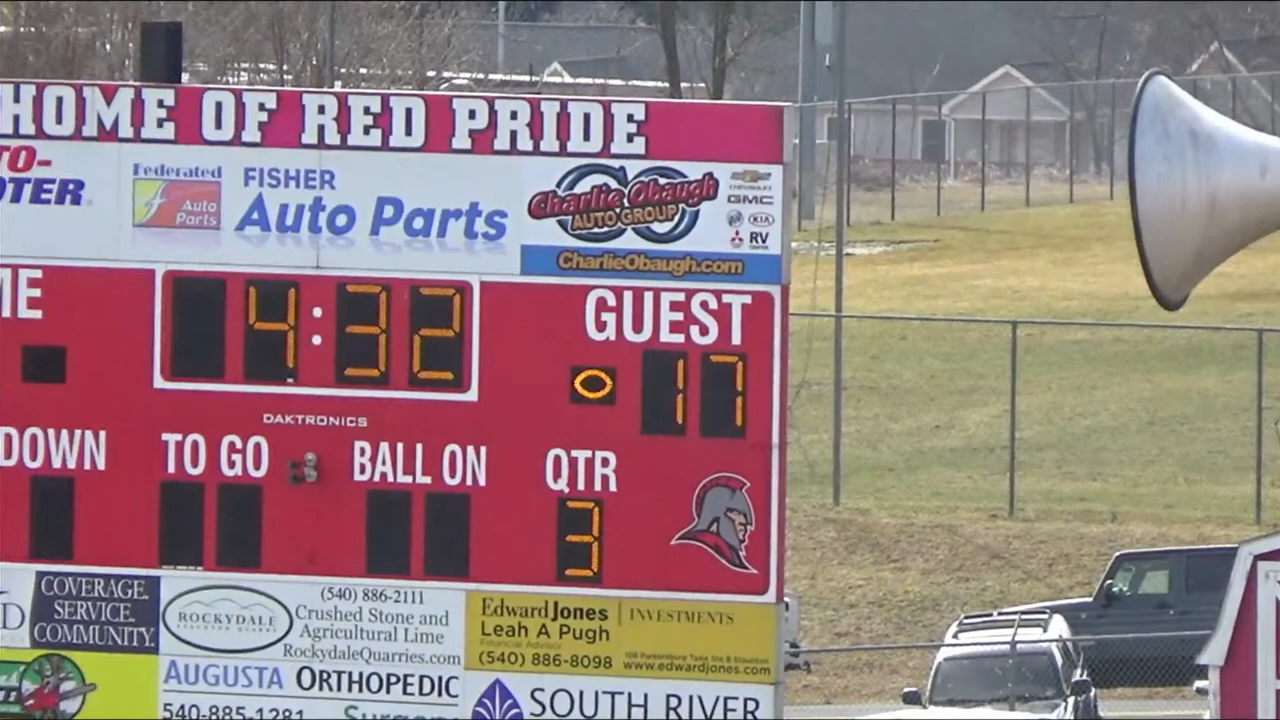 HOME OF RED PRIDE
TO-
OTER
Federated
Auto
Parts
FISHER
Auto Parts
Charlie Obaugh
AUTO GROUP
CharlieObaugh.com
CHEVROLET
GMC
KIA
RV
ME
4:32
GUEST
17
DAKTRONICS
DOWN
TO GO
BALL ON
QTR
3
COVERAGE.
SERVICE.
COMMUNITY.
ROCKYDALE
(540) 886-2111
Crushed Stone and
Agricultural Lime
RockydaleQuarries.com
Edward Jones
INVESTMENTS
Leah A Pugh
Financial Advisor
(540) 886-8098
www.edwardjones.com
AUGUSTA ORTHOPEDIC
540-885-1281
SOUTH RIVER